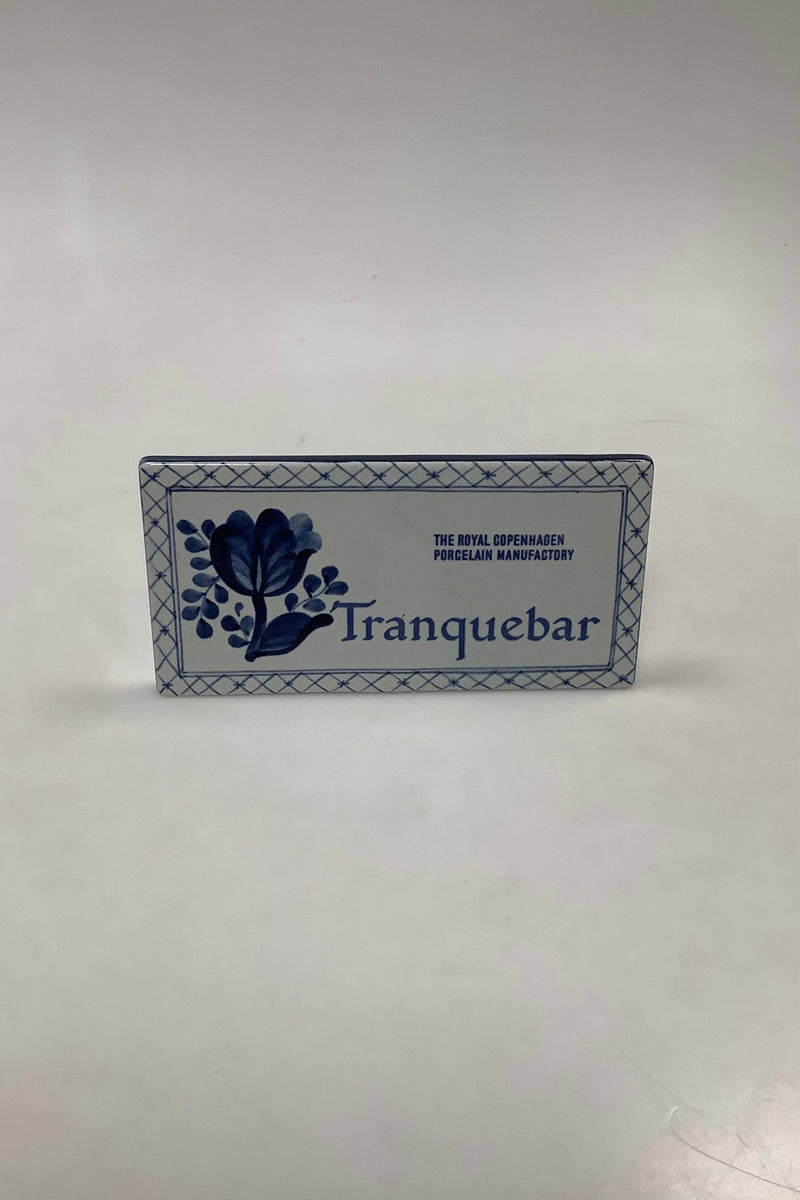 THE ROYAL COPENHAGEN
PORCELAIN MANUFACTORY
Tranquebar